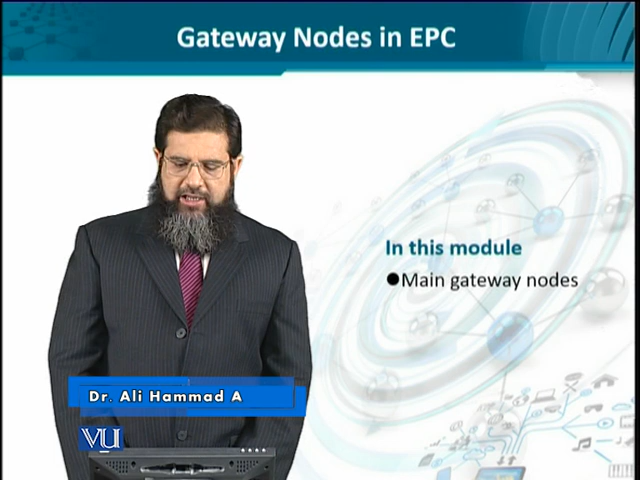 Gateway Nodes in EPC
In this module
●Main gateway nodes
Dr. Ali Hammad A
VU